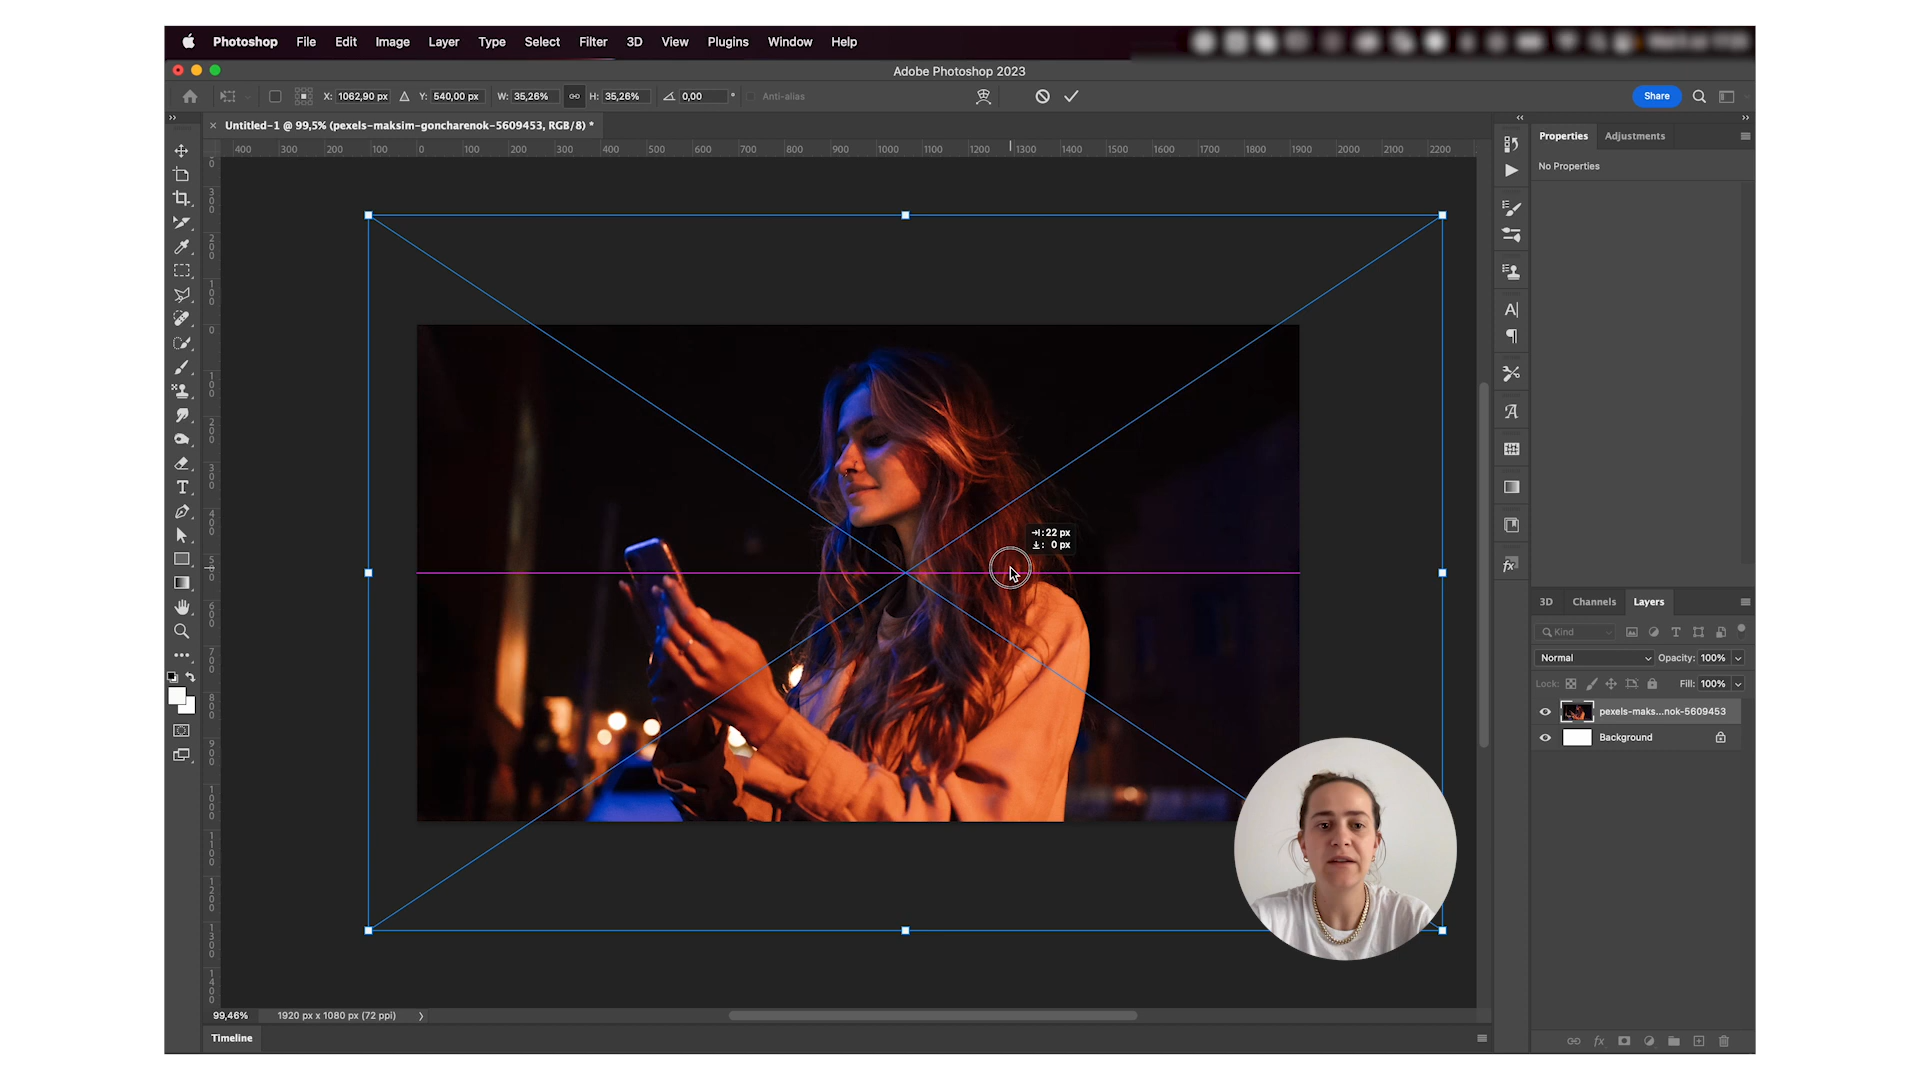 Photoshop File Edit Image Layer Type Select Filter 3D View Plugins Window Help
Adobe Photoshop 2023
X: 1062,90 px Y: 540,00 px W: 35,26% H: 35,26% 0,00 ° Anti-alias Share
Untitled-1 @ 99,5% (pexels-maksim-goncharenok-5609453, RGB/8) *
400 300 200 100 0 100 200 300 400 500 600 700 800 900 1000 1100 1200 1300 1400 1500 1600 1700 1800 1900 2000 2100 2200
0
300
200
100
0
100
200
300
400
500
600
700
800
900
1000
1100
1200
1300
1400
Properties Adjustments
No Properties
: 22 px
: 0 px
3D Channels Layers
Kind
Normal Opacity: 100%
Lock: Fill: 100%
pexels-maks...nok-5609453
Background
99,46% 1920 px x 1080 px (72 ppi)
Timeline